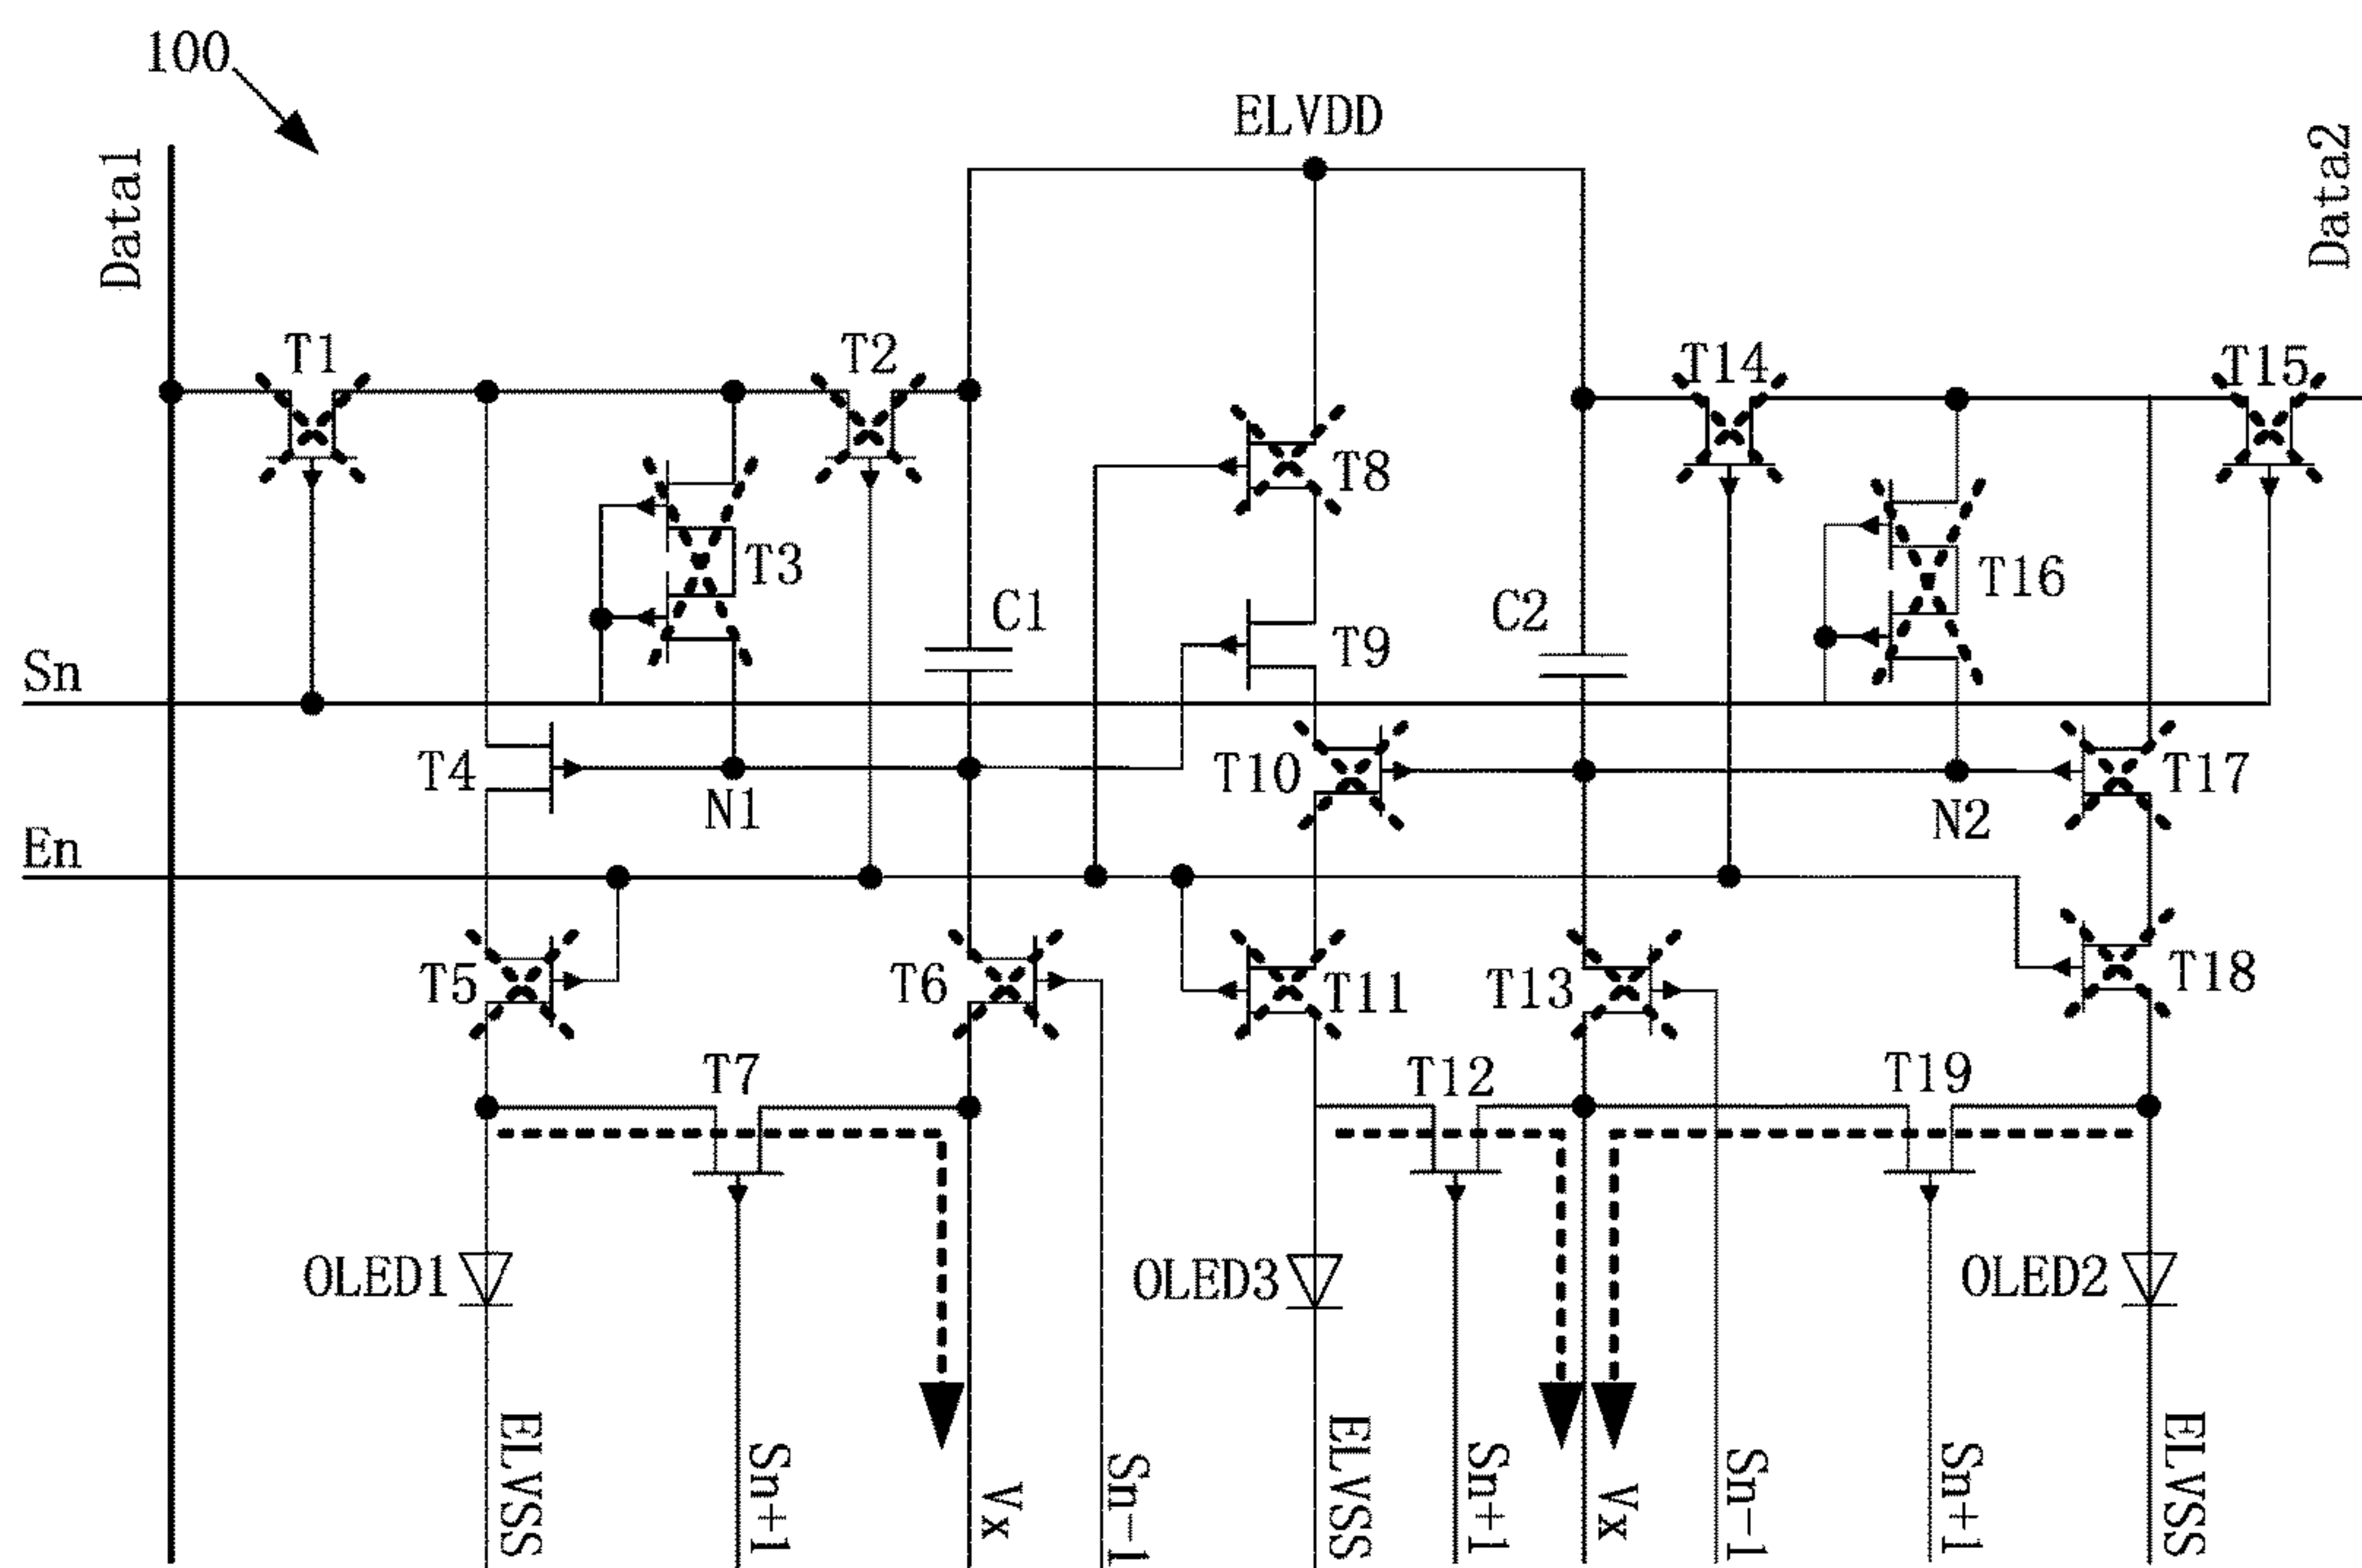 100
ELVDD
Data1
Data2
T1
T2
T14
T15
T8
T3
T16
C1
C2
T9
Sn
T4
N1
T10
N2
T17
En
T5
T6
T11
T13
T18
T7
T12
T19
OLED1
OLED3
OLED2
ELVSS
Sn+1
Vx
Sn-1
ELVSS
Sn+1
Vx
Sn-1
Sn+1
ELVSS